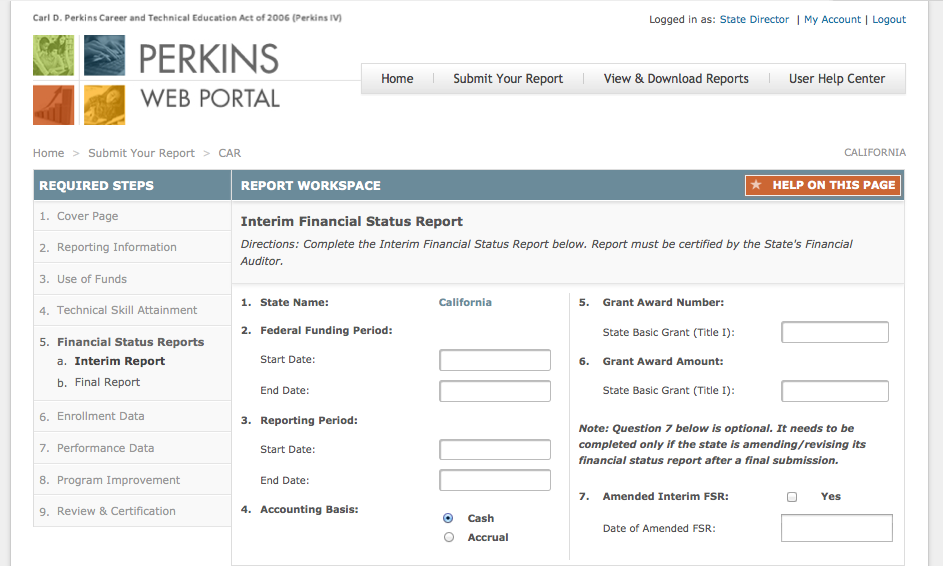 Carl D. Perkins Career and Technical Education Act of 2006 (Perkins IV)
Logged in as: State Director | My Account | Logout
PERKINS
WEB PORTAL
Home | Submit Your Report | View & Download Reports | User Help Center
Home > Submit Your Report > CAR
CALIFORNIA
REQUIRED STEPS
1. Cover Page
2. Reporting Information
3. Use of Funds
4. Technical Skill Attainment
5. Financial Status Reports
a. Interim Report
b. Final Report
6. Enrollment Data
7. Performance Data
8. Program Improvement
9. Review & Certification
REPORT WORKSPACE
HELP ON THIS PAGE
Interim Financial Status Report
Directions: Complete the Interim Financial Status Report below. Report must be certified by the State's Financial
Auditor.
1. State Name: California
2. Federal Funding Period:
Start Date:
End Date:
3. Reporting Period:
Start Date:
End Date:
4. Accounting Basis:
Cash
Accrual
5. Grant Award Number:
State Basic Grant (Title I):
6. Grant Award Amount:
State Basic Grant (Title I):
Note: Question 7 below is optional. It needs to be
completed only if the state is amending/revising its
financial status report after a final submission.
7. Amended Interim FSR: Yes
Date of Amended FSR: